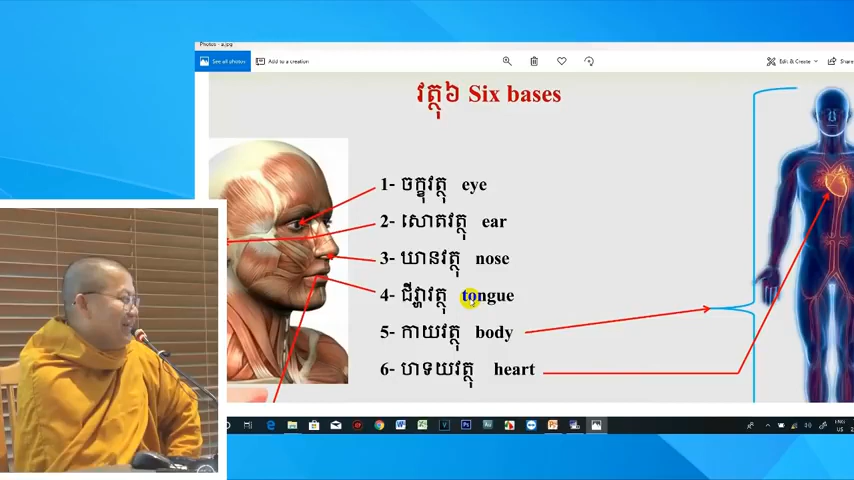 Photos - a.jpg
See all photos Add to a creation Edit & Create Share
វត្ថុ៦ Six bases
1- ចក្ខុវត្ថុ eye
2- សោតវត្ថុ ear
3- ឃានវត្ថុ nose
4- ជីវ្ហាវត្ថុ tongue
5- កាយវត្ថុ body
6- ហទយវត្ថុ heart
ENG
US